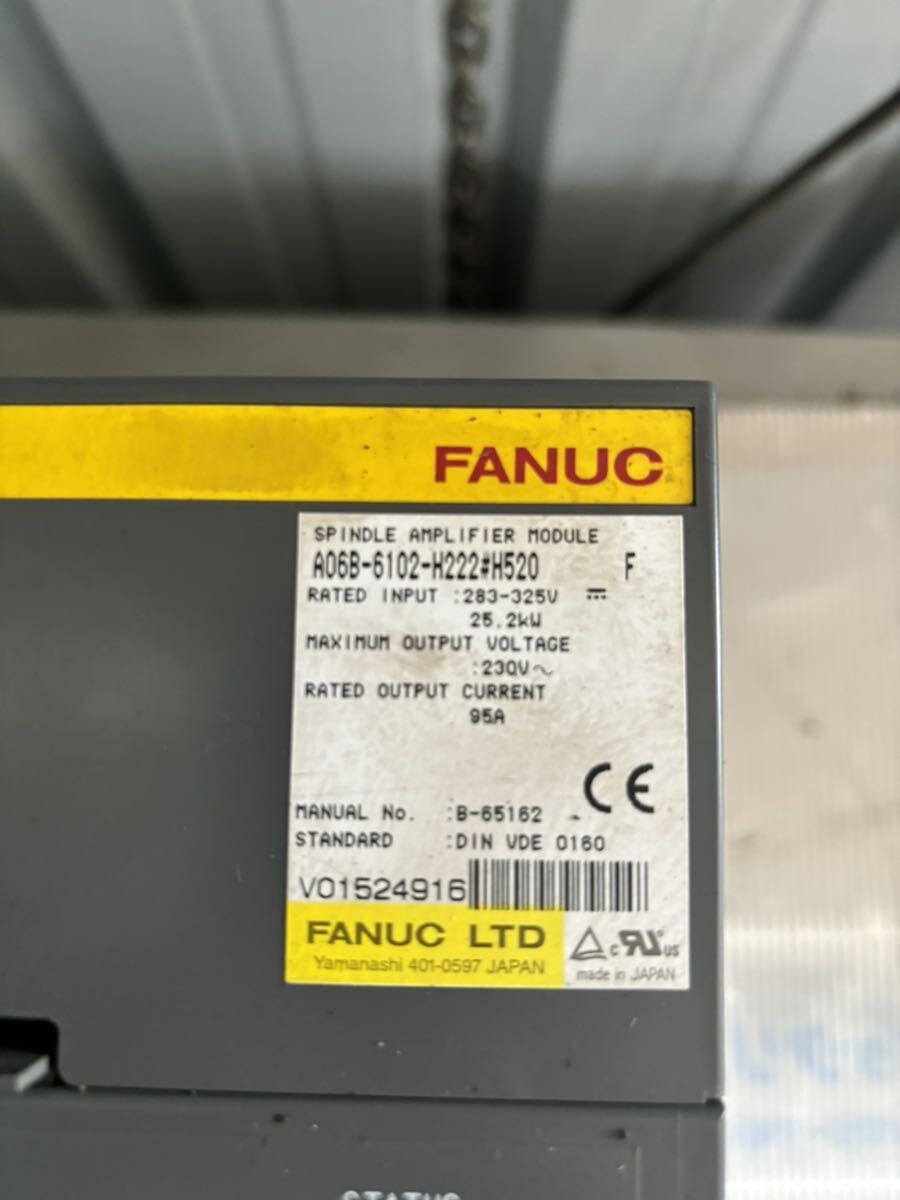 FANUC
SPINDLE AMPLIFIER MODULE
A06B-6102-H222#H520 F
RATED INPUT :283-325V ⎓
25.2kW
MAXIMUM OUTPUT VOLTAGE
:230V～
RATED OUTPUT CURRENT
95A
CE
MANUAL No. :B-65162
STANDARD :DIN VDE 0160
V01524916
FANUC LTD
Yamanashi 401-0597 JAPAN
c RU us
made in JAPAN
STATUS